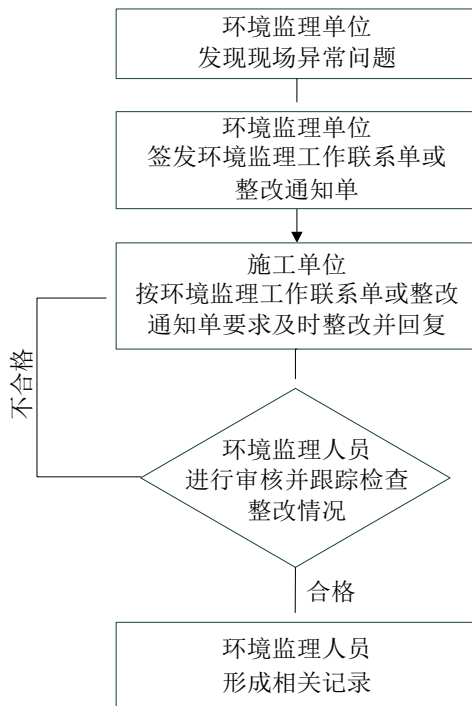 环境监理单位
发现现场异常问题
环境监理单位
签发环境监理工作联系单或
整改通知单
施工单位
按环境监理工作联系单或整改
通知单要求及时整改并回复
不合格
环境监理人员
进行审核并跟踪检查
整改情况
合格
环境监理人员
形成相关记录